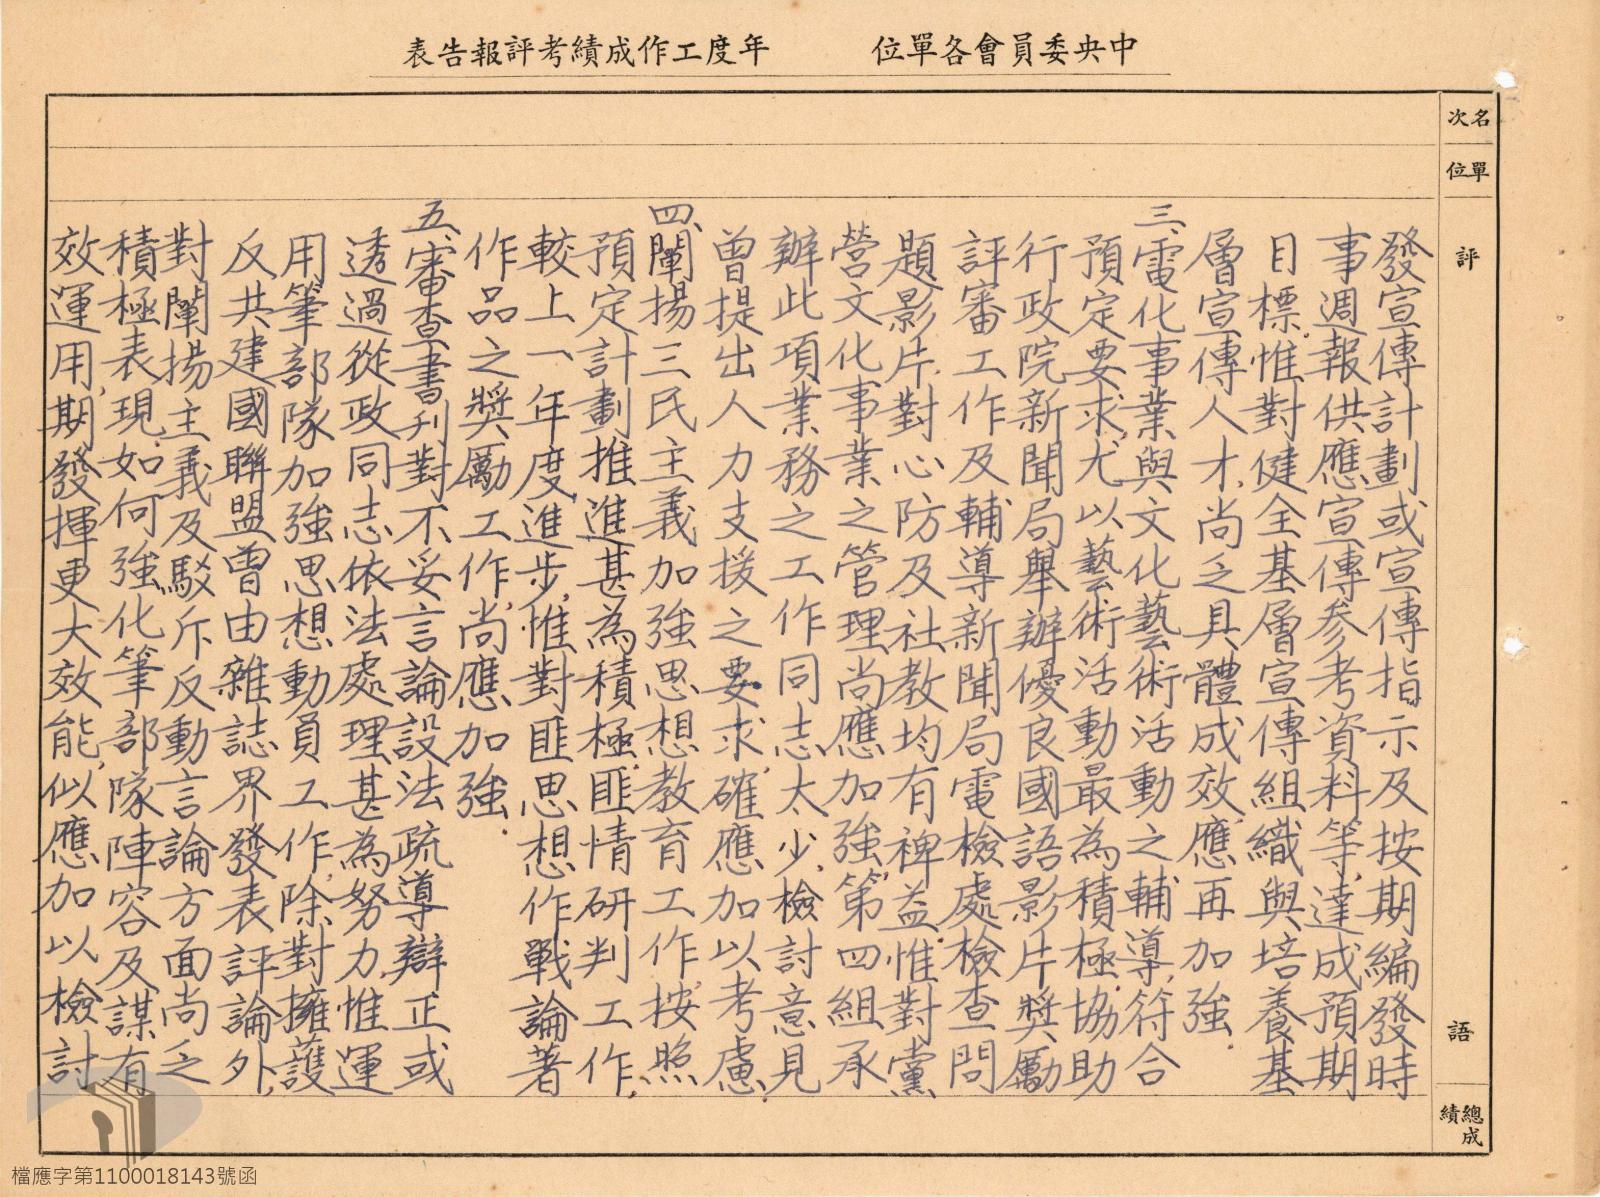 中央委員會各單位　　年度工作成績考評報告表
名次
單位
評語
總成績
發宣傳計劃或宣傳指示及按期編發時
事週報供應宣傳參考資料等,達成預期
目標.惟對健全基層宣傳組織與培養基
層宣傳人才,尚乏具體成效,應再加強.
三、電化事業與文化藝術活動之輔導,符合
預定要求,尤以藝術活動最為積極,協助
行政院新聞局舉辦優良國語影片獎勵
評審工作及輔導新聞局電檢處檢查問
題影片,對心防及社教均有裨益.惟對黨
營文化事業之管理尚應加強.第四組承
辦此項業務之工作同志太少,檢討意見
曾提出人力支援之要求,確應加以考慮.
四、闡揚三民主義加強思想教育工作,按照
預定計劃推進甚為積極,匪情研判工作,
較上一年度進步,惟對匪思想作戰論著
作品之獎勵工作,尚應加強.
五、審查書刊對不妥言論設法疏導辯正或
透過從政同志依法處理甚為努力.惟運
用筆部隊加強思想動員工作,除對擁護
反共建國聯盟曾由雜誌界發表評論外,
對闡揚主義及駁斥反動言論方面尚乏
積極表現.如何強化筆部隊陣容及謀有
效運用,期發揮更大效能,似應加以檢討
檔應字第1100018143號函